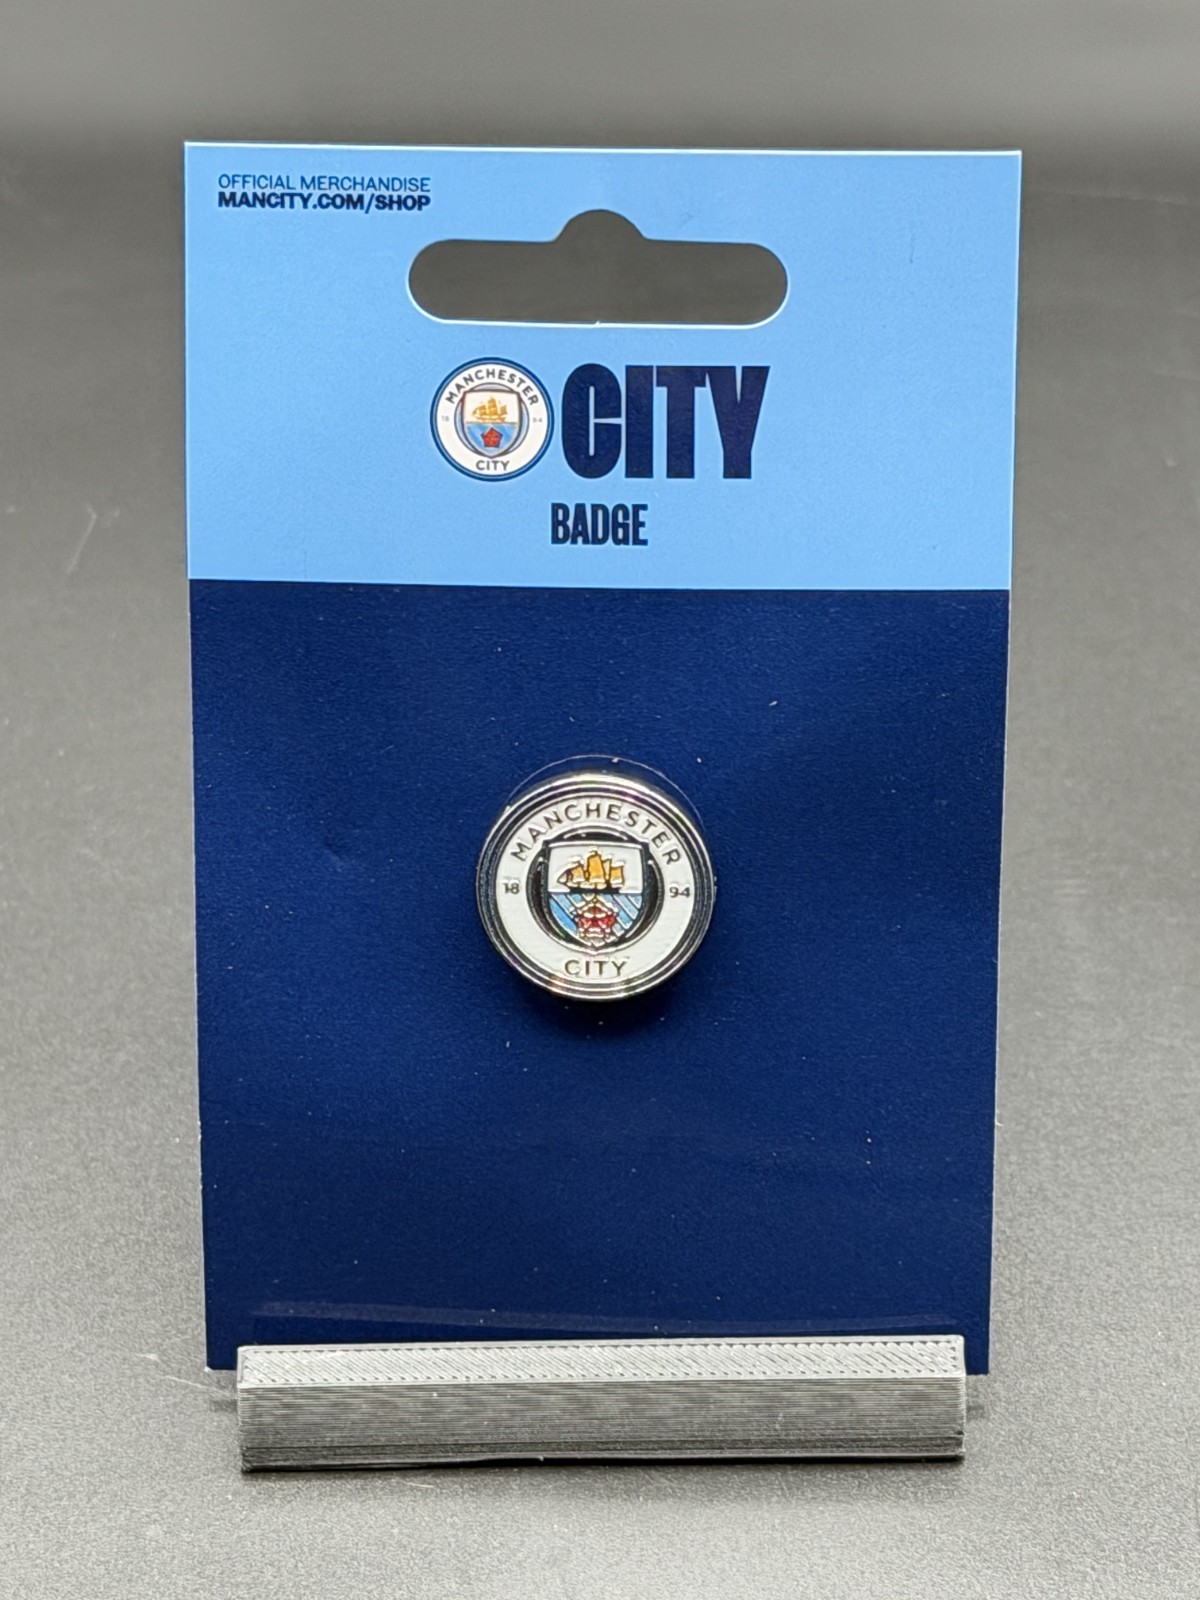 OFFICIAL MERCHANDISE
MANCITY.COM/SHOP
MANCHESTER
18 94
CITY
CITY
BADGE
MANCHESTER
18 94
CITY